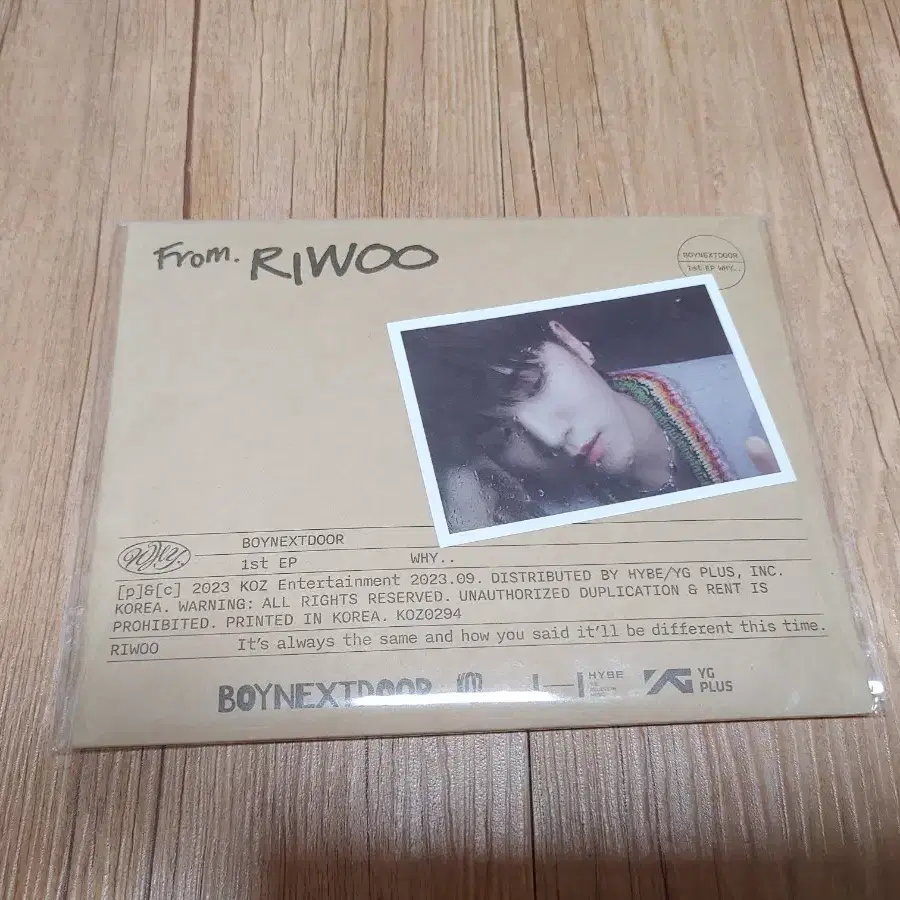 From. RIWOO
BOYNEXTDOOR
1st EP WHY..
WHY..
BOYNEXTDOOR
1st EP WHY..
[p]&[c] 2023 KOZ Entertainment 2023.09. DISTRIBUTED BY HYBE/YG PLUS, INC.
KOREA. WARNING: ALL RIGHTS RESERVED. UNAUTHORIZED DUPLICATION & RENT IS
PROHIBITED. PRINTED IN KOREA. KOZ0294
RIWOO It's always the same and how you said it'll be different this time.
BOYNEXTDOOR KOZ HYBE YG PLUS